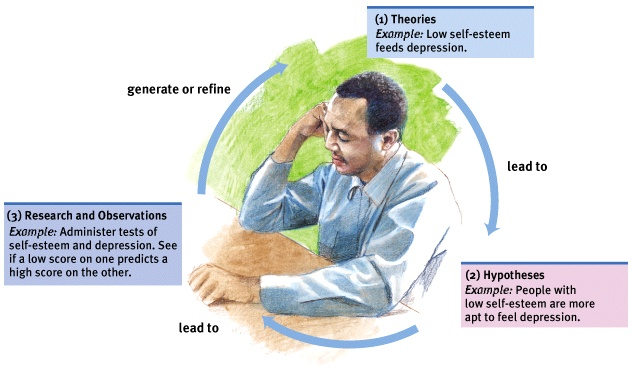 (1) Theories
Example: Low self-esteem
feeds depression.
generate or refine
lead to
(3) Research and Observations
Example: Administer tests of
self-esteem and depression. See
if a low score on one predicts a
high score on the other.
(2) Hypotheses
Example: People with
low self-esteem are more
apt to feel depression.
lead to